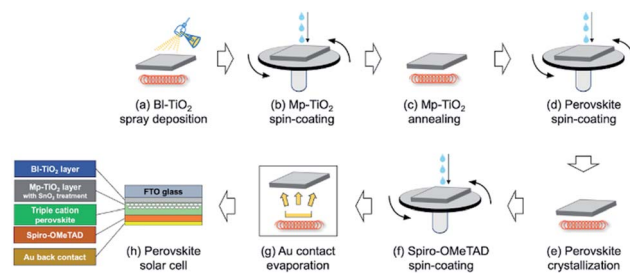 (a) Bl-TiO₂
spray deposition
(b) Mp-TiO₂
spin-coating
(c) Mp-TiO₂
annealing
(d) Perovskite
spin-coating
Bl-TiO₂ layer
Mp-TiO₂ layer
with SnO₂ treatment
Triple cation
perovskite
Spiro-OMeTAD
Au back contact
FTO glass
(h) Perovskite
solar cell
(g) Au contact
evaporation
(f) Spiro-OMeTAD
spin-coating
(e) Perovskite
crystallization